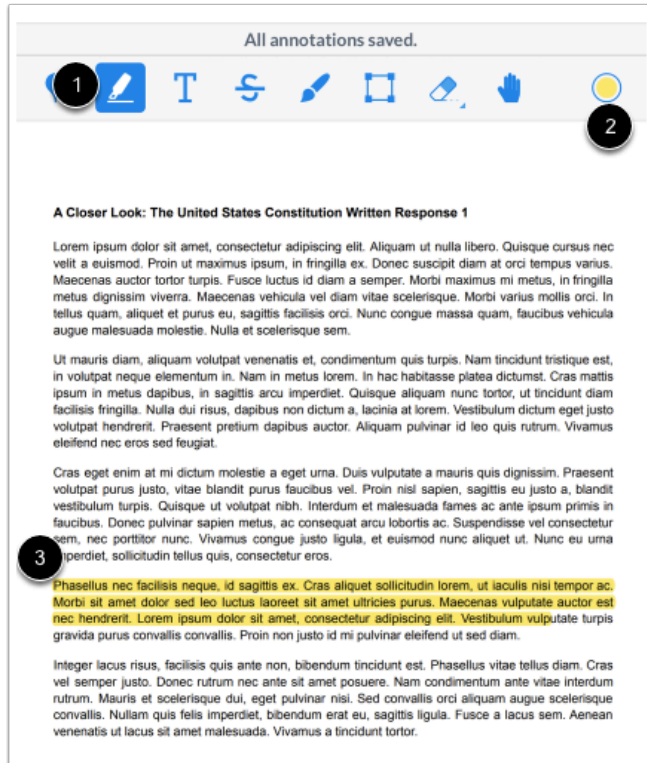 All annotations saved.
1
T
S
2
A Closer Look: The United States Constitution Written Response 1
Lorem ipsum dolor sit amet, consectetur adipiscing elit. Aliquam ut nulla libero. Quisque cursus nec
velit a euismod. Proin ut maximus ipsum, in fringilla ex. Donec suscipit diam at orci tempus varius.
Maecenas auctor tortor turpis. Fusce luctus id diam a semper. Morbi maximus mi metus, in fringilla
metus dignissim viverra. Maecenas vehicula vel diam vitae scelerisque. Morbi varius mollis orci. In
tellus quam, aliquet et purus eu, sagittis facilisis orci. Nunc congue massa quam, faucibus vehicula
augue malesuada molestie. Nulla et scelerisque sem.
Ut mauris diam, aliquam volutpat venenatis et, condimentum quis turpis. Nam tincidunt tristique est,
in volutpat neque elementum in. Nam in metus lorem. In hac habitasse platea dictumst. Cras mattis
ipsum in metus dapibus, in sagittis arcu imperdiet. Quisque aliquam nunc tortor, ut tincidunt diam
facilisis fringilla. Nulla dui risus, dapibus non dictum a, lacinia at lorem. Vestibulum dictum eget justo
volutpat hendrerit. Praesent pretium dapibus auctor. Aliquam pulvinar id leo quis rutrum. Vivamus
eleifend nec eros sed feugiat.
Cras eget enim at mi dictum molestie a eget urna. Duis vulputate a mauris quis dignissim. Praesent
volutpat purus justo, vitae blandit purus faucibus vel. Proin nisl sapien, sagittis eu justo a, blandit
vestibulum turpis. Quisque ut volutpat nibh. Interdum et malesuada fames ac ante ipsum primis in
faucibus. Donec pulvinar sapien metus, ac consequat arcu lobortis ac. Suspendisse vel consectetur
sem, nec porttitor nunc. Vivamus congue justo ligula, et euismod nunc aliquet ut. Nunc eu urna
3
imperdiet, sollicitudin tellus quis, consectetur eros.
Phasellus nec facilisis neque, id sagittis ex. Cras aliquet sollicitudin lorem, ut iaculis nisi tempor ac.
Morbi sit amet dolor sed leo luctus laoreet sit amet ultricies purus. Maecenas vulputate auctor est
nec hendrerit. Lorem ipsum dolor sit amet, consectetur adipiscing elit. Vestibulum vulputate turpis
gravida purus convallis convallis. Proin non justo id mi pulvinar eleifend ut sed diam.
Integer lacus risus, facilisis quis ante non, bibendum tincidunt est. Phasellus vitae tellus diam. Cras
vel semper justo. Donec rutrum nec ante sit amet posuere. Nam condimentum ante vitae interdum
rutrum. Mauris et scelerisque dui, eget pulvinar nisi. Sed convallis orci aliquam augue scelerisque
convallis. Nullam quis felis imperdiet, bibendum erat eu, sagittis ligula. Fusce a lacus sem. Aenean
venenatis ut lacus sit amet malesuada. Vivamus a tincidunt tortor.